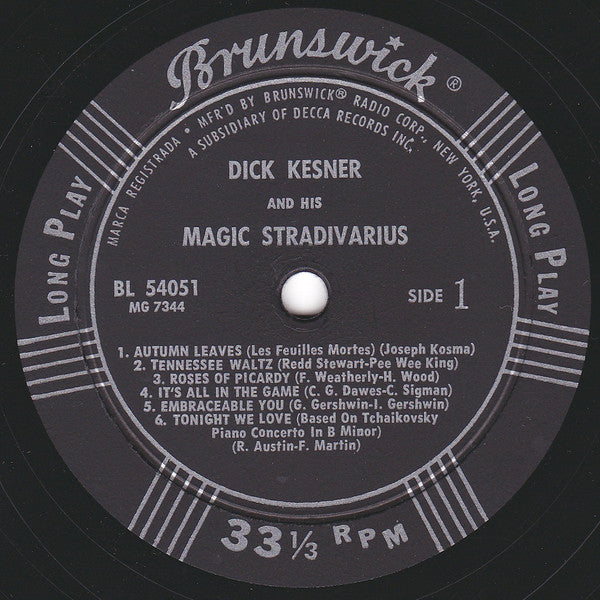 Brunswick®
MARCA REGISTRADA • MFR'D BY BRUNSWICK® RADIO CORP., NEW YORK, U.S.A.
A SUBSIDIARY OF DECCA RECORDS INC.
LONG PLAY
LONG PLAY
DICK KESNER
AND HIS
MAGIC STRADIVARIUS
BL 54051
MG 7344
SIDE 1
1. AUTUMN LEAVES (Les Feuilles Mortes) (Joseph Kosma)
2. TENNESSEE WALTZ (Redd Stewart-Pee Wee King)
3. ROSES OF PICARDY (F. Weatherly-H. Wood)
4. IT'S ALL IN THE GAME (C. G. Dawes-C. Sigman)
5. EMBRACEABLE YOU (G. Gershwin-I. Gershwin)
6. TONIGHT WE LOVE (Based On Tchaikovsky
Piano Concerto In B Minor)
(R. Austin-F. Martin)
33 1/3 RPM